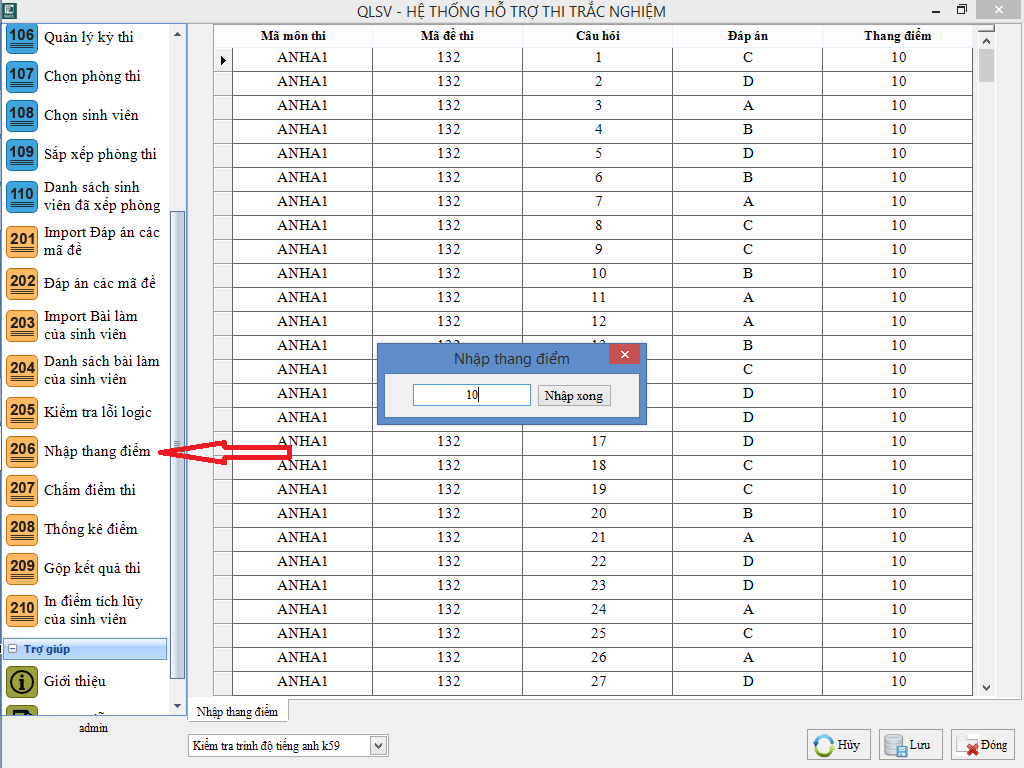 QLSV - HỆ THỐNG HỖ TRỢ THI TRẮC NGHIỆM
106 Quản lý kỳ thi
107 Chọn phòng thi
108 Chọn sinh viên
109 Sắp xếp phòng thi
110 Danh sách sinh
viên đã xếp phòng
201 Import Đáp án các
mã đề
202 Đáp án các mã đề
203 Import Bài làm
của sinh viên
204 Danh sách bài làm
của sinh viên
205 Kiểm tra lỗi logic
206 Nhập thang điểm
207 Chấm điểm thi
208 Thống kê điểm
209 Gộp kết quả thi
210 In điểm tích lũy
của sinh viên
Trợ giúp
Giới thiệu
admin
Mã môn thi Mã đề thi Câu hỏi Đáp án Thang điểm
ANHA1 132 1 C 10
ANHA1 132 2 D 10
ANHA1 132 3 A 10
ANHA1 132 4 B 10
ANHA1 132 5 D 10
ANHA1 132 6 B 10
ANHA1 132 7 A 10
ANHA1 132 8 C 10
ANHA1 132 9 C 10
ANHA1 132 10 B 10
ANHA1 132 11 A 10
ANHA1 132 12 A 10
ANHA1 B 10
ANHA1 C 10
ANHA1 D 10
ANHA1 D 10
ANHA1 132 17 D 10
ANHA1 132 18 C 10
ANHA1 132 19 C 10
ANHA1 132 20 B 10
ANHA1 132 21 A 10
ANHA1 132 22 D 10
ANHA1 132 23 D 10
ANHA1 132 24 A 10
ANHA1 132 25 C 10
ANHA1 132 26 A 10
ANHA1 132 27 D 10
Nhập thang điểm
10 Nhập xong
Nhập thang điểm
Kiểm tra trình độ tiếng anh k59
Hủy Lưu Đóng